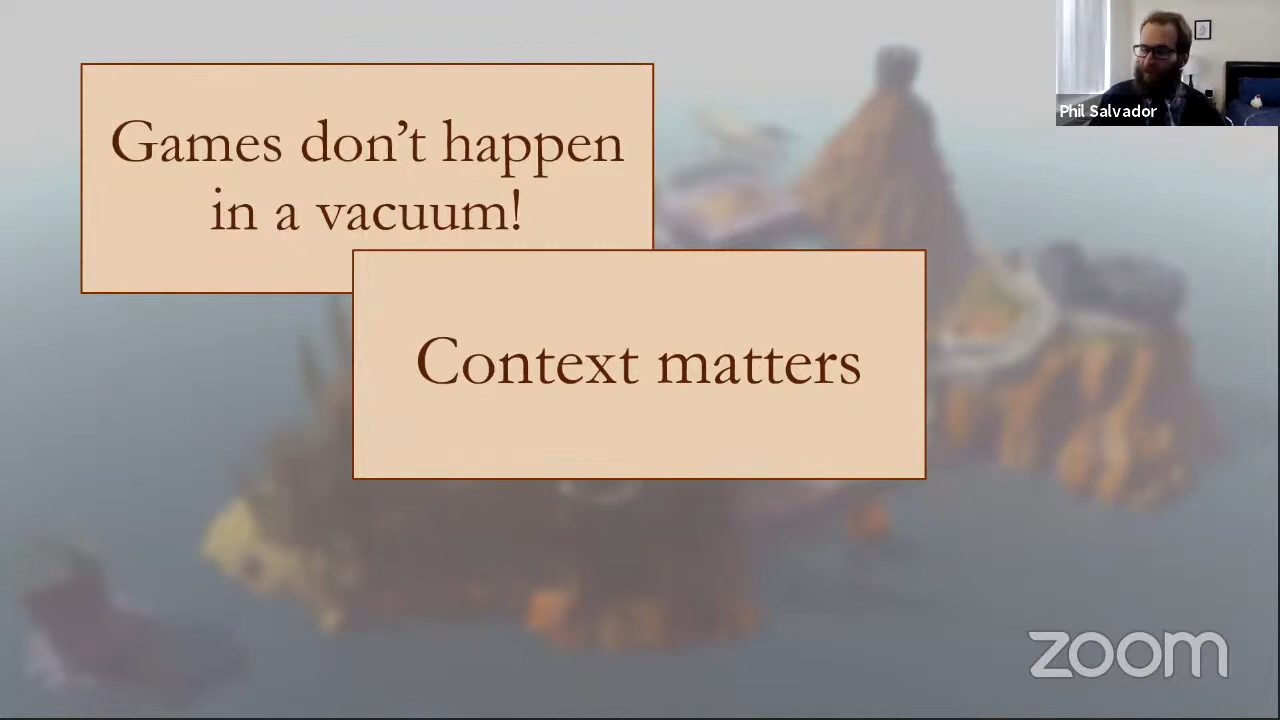 Phil Salvador
Games don't happen
in a vacuum!
Context matters
zoom